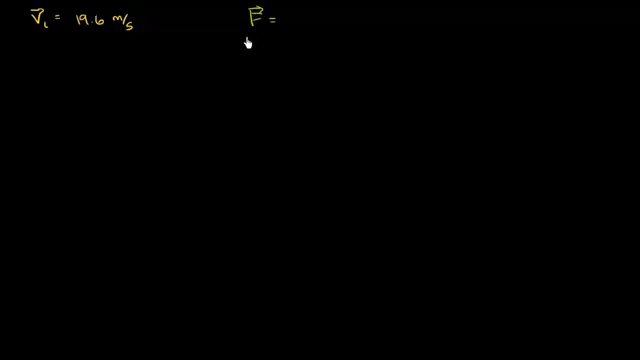 v⃗ᵢ = 19.6 m/s F⃗ =